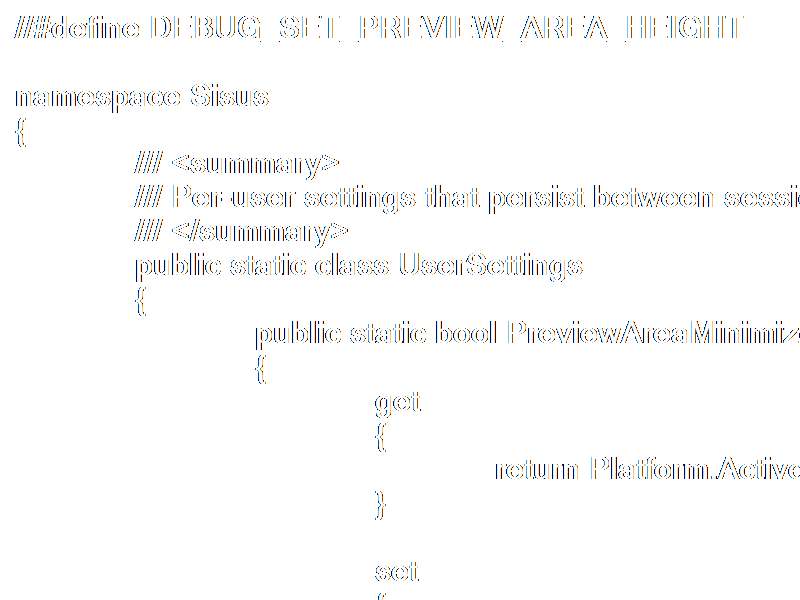 //#define DEBUG_SET_PREVIEW_AREA_HEIGHT
namespace Sisus
{
/// <summary>
/// Per-user settings that persist between sessi
/// </summary>
public static class UserSettings
{
public static bool PreviewAreaMinimiz
{
get
{
return Platform.Active
}
set
{